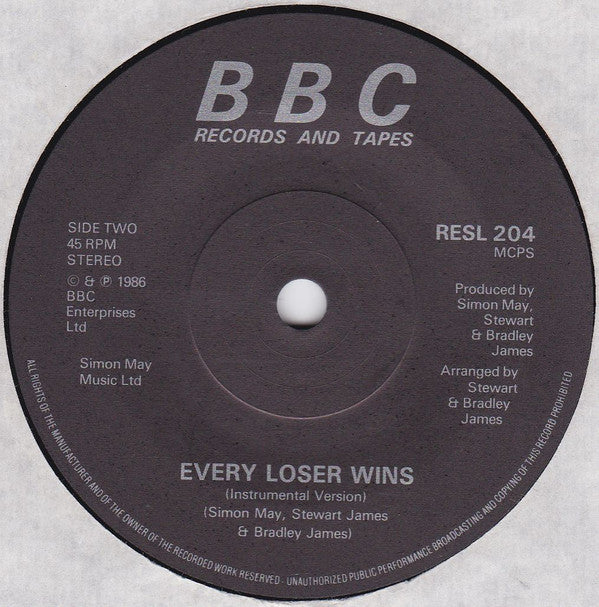 BBC
RECORDS AND TAPES
SIDE TWO
45 RPM
STEREO
© & ℗ 1986
BBC
Enterprises
Ltd
Simon May
Music Ltd
RESL 204
MCPS
Produced by
Simon May,
Stewart
& Bradley
James
Arranged by
Stewart
& Bradley
James
EVERY LOSER WINS
(Instrumental Version)
(Simon May, Stewart James
& Bradley James)
ALL RIGHTS OF THE MANUFACTURER AND OF THE OWNER OF THE RECORDED WORK RESERVED - UNAUTHORIZED PUBLIC PERFORMANCE BROADCASTING AND COPYING OF THIS RECORD PROHIBITED